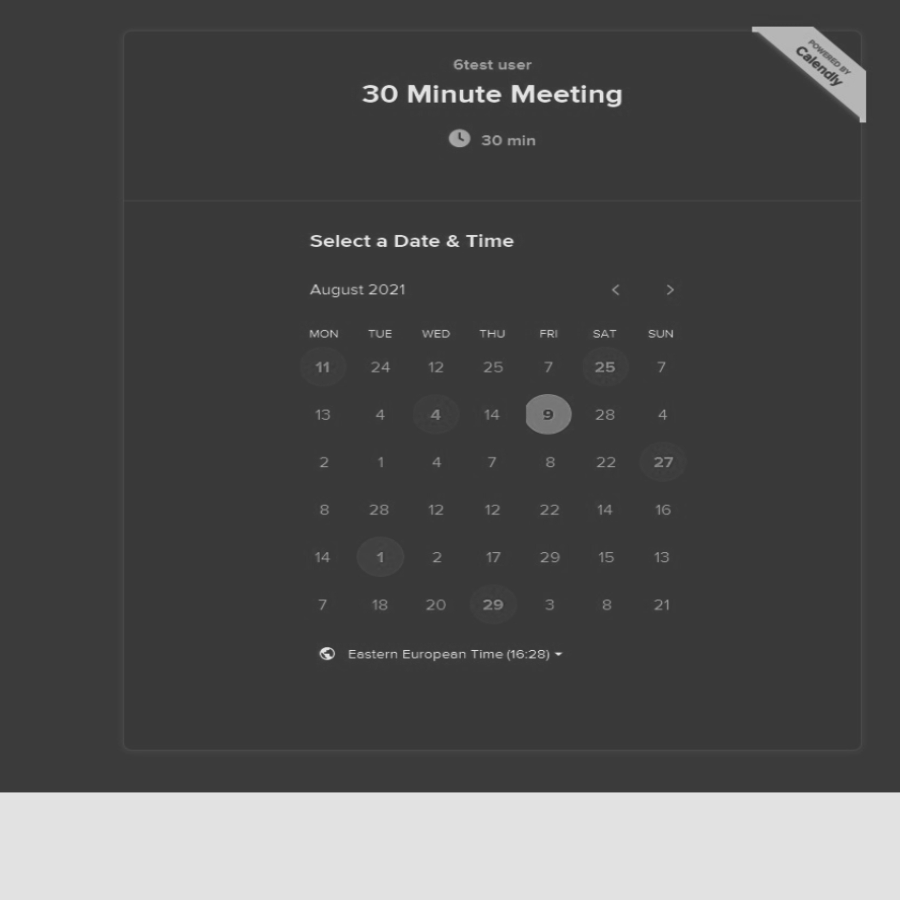 POWERED BY
Calendly
6test user
30 Minute Meeting
30 min
Select a Date & Time
August 2021
MON TUE WED THU FRI SAT SUN
11 24 12 25 7 25 7
13 4 4 14 9 28 4
2 1 4 7 8 22 27
8 28 12 12 22 14 16
14 1 2 17 29 15 13
7 18 20 29 3 8 21
Eastern European Time (16:28)